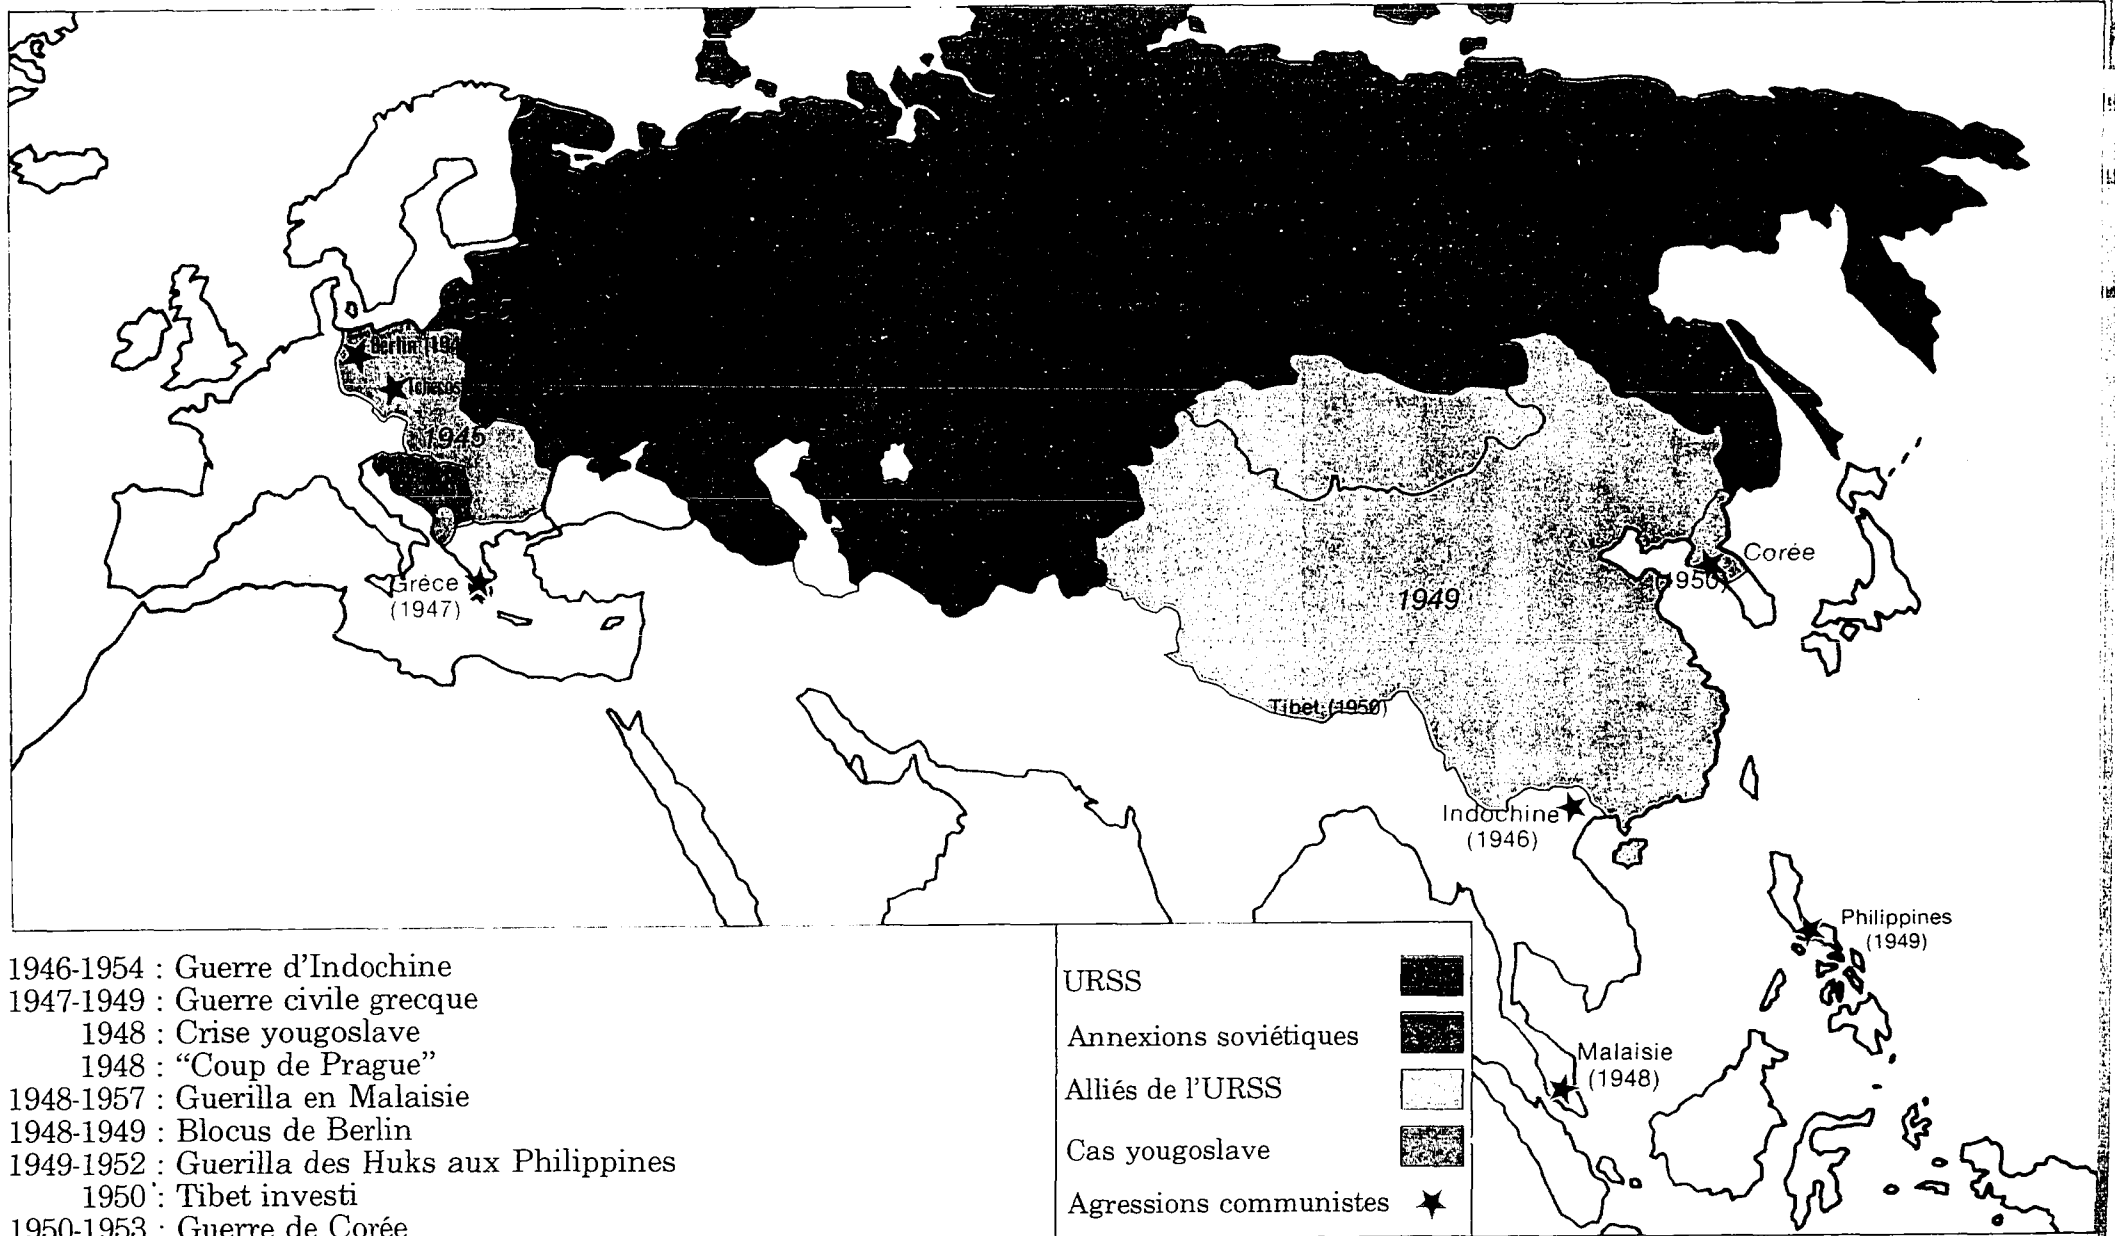 Berlin (194
1945
Grèce
(1947)
Corée
(1950)
1949
Tibet (1950)
Indochine
(1946)
Philippines
(1949)
Malaisie
(1948)
1946-1954 : Guerre d'Indochine
1947-1949 : Guerre civile grecque
1948 : Crise yougoslave
1948 : “Coup de Prague”
1948-1957 : Guerilla en Malaisie
1948-1949 : Blocus de Berlin
1949-1952 : Guerilla des Huks aux Philippines
1950 : Tibet investi
1950-1953 : Guerre de Corée
URSS
Annexions soviétiques
Alliés de l'URSS
Cas yougoslave
Agressions communistes